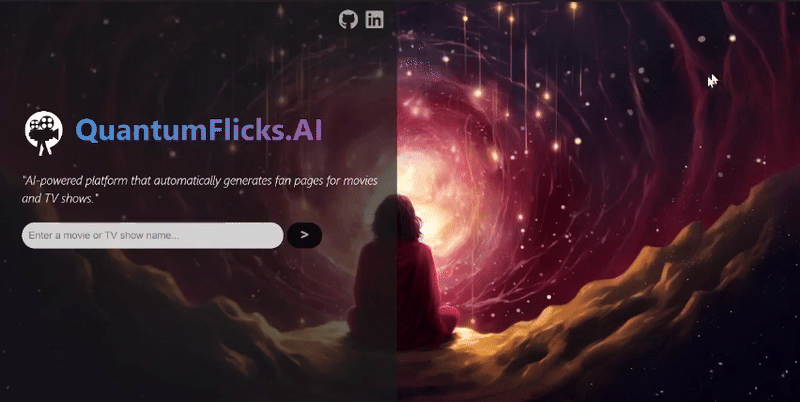 QuantumFlicks.AI
"AI-powered platform that automatically generates fan pages for movies
and TV shows."
Enter a movie or TV show name... >